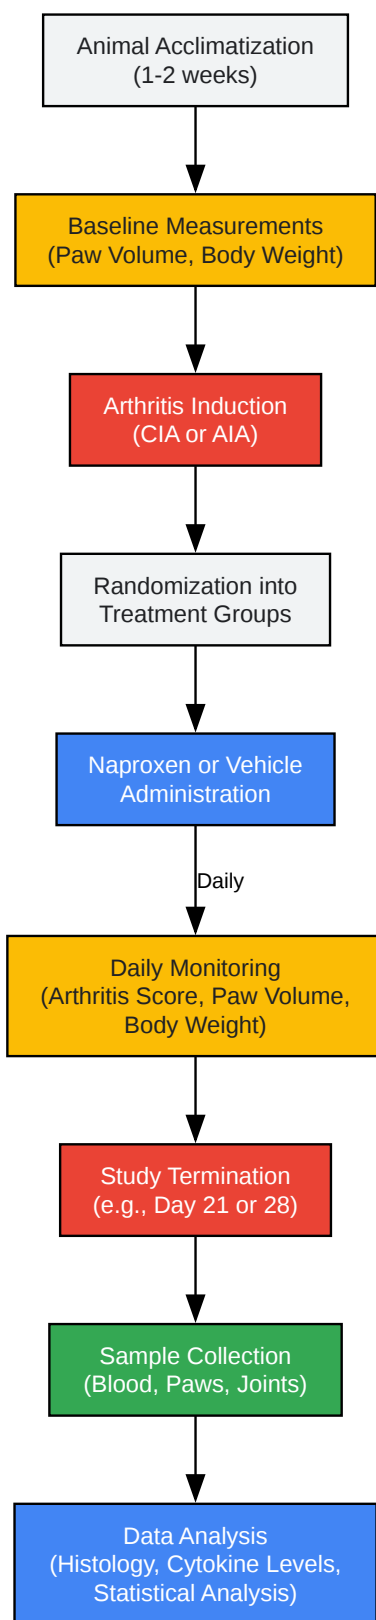 Animal Acclimatization
(1-2 weeks)
Baseline Measurements
(Paw Volume, Body Weight)
Arthritis Induction
(CIA or AIA)
Randomization into
Treatment Groups
Naproxen or Vehicle
Administration
Daily
Daily Monitoring
(Arthritis Score, Paw Volume,
Body Weight)
Study Termination
(e.g., Day 21 or 28)
Sample Collection
(Blood, Paws, Joints)
Data Analysis
(Histology, Cytokine Levels,
Statistical Analysis)